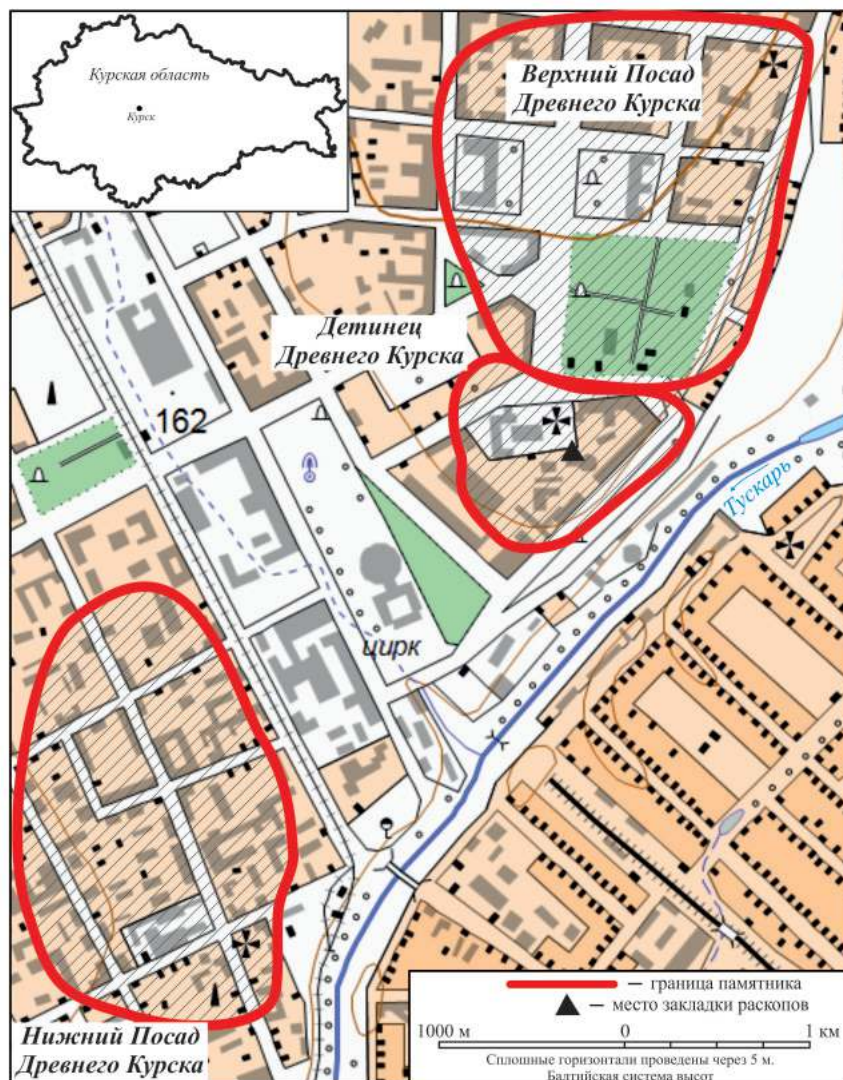 Курская область
Курск
Верхний Посад
Древнего Курска
Детинец
Древнего Курска
162
Тускарь
цирк
Нижний Посад
Древнего Курска
– граница памятника
– место закладки раскопов
1000 м 0 1 км
Сплошные горизонтали проведены через 5 м.
Балтийская система высот